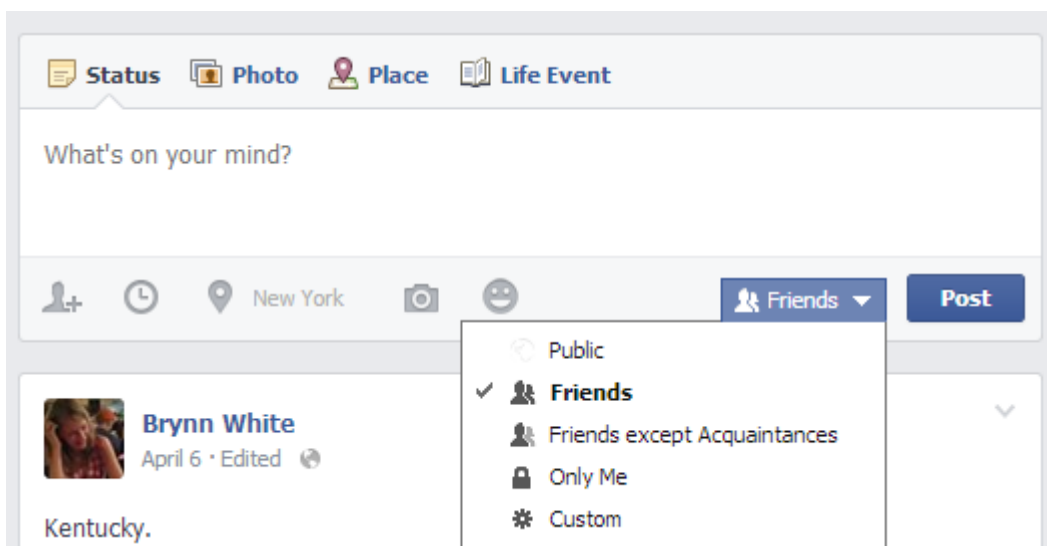 Status Photo Place Life Event
What's on your mind?
New York Friends Post
Public
Friends
Friends except Acquaintances
Only Me
Custom
Brynn White
April 6 · Edited
Kentucky.